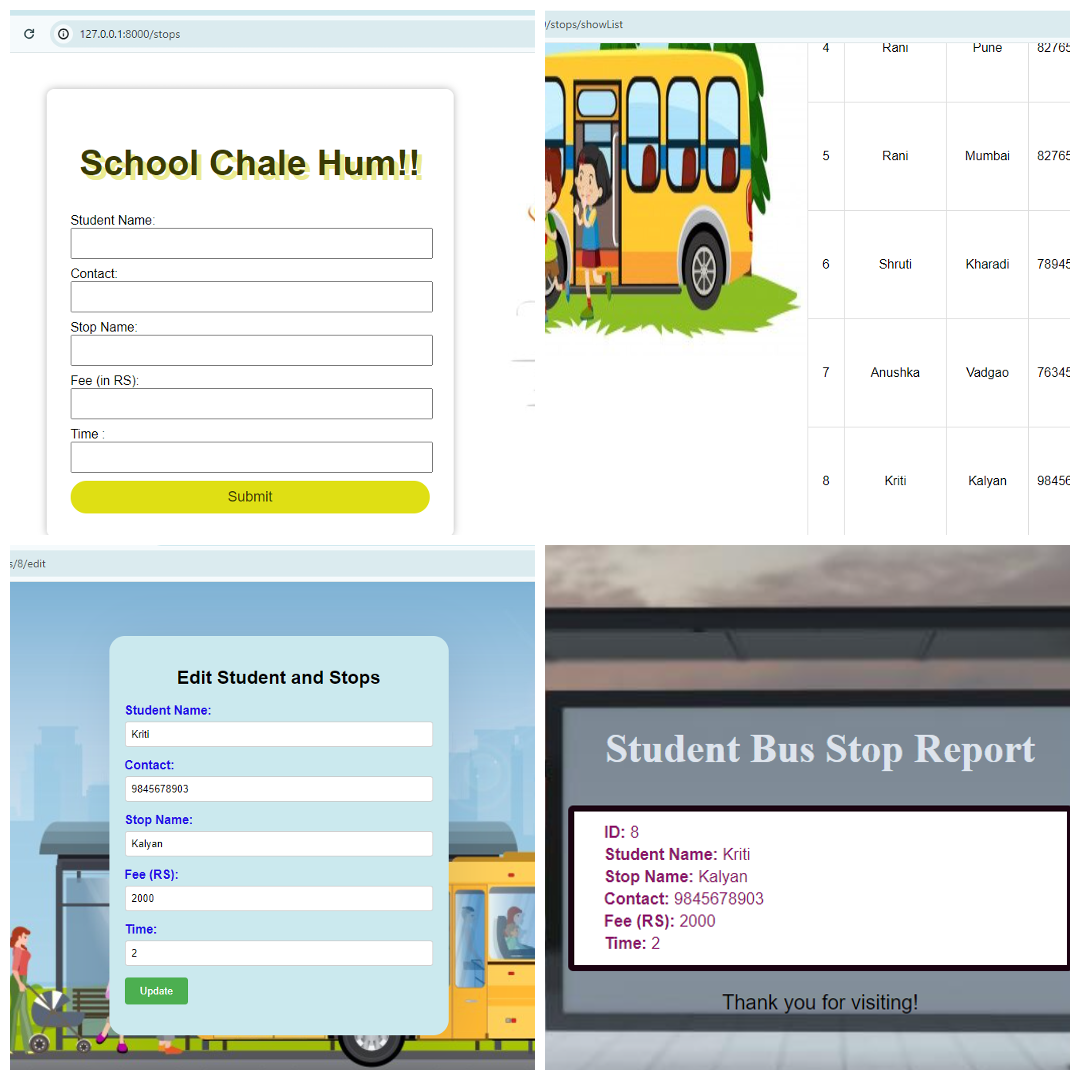 127.0.0.1:8000/stops
School Chale Hum!!
Student Name:
Contact:
Stop Name:
Fee (in RS):
Time :
Submit
/stops/showList
4 Rani Pune 82765
5 Rani Mumbai 82765
6 Shruti Kharadi 78945
7 Anushka Vadgao 76345
8 Kriti Kalyan 98456
s/8/edit
Edit Student and Stops
Student Name:
Kriti
Contact:
9845678903
Stop Name:
Kalyan
Fee (RS):
2000
Time:
2
Update
Student Bus Stop Report
ID: 8
Student Name: Kriti
Stop Name: Kalyan
Contact: 9845678903
Fee (RS): 2000
Time: 2
Thank you for visiting!